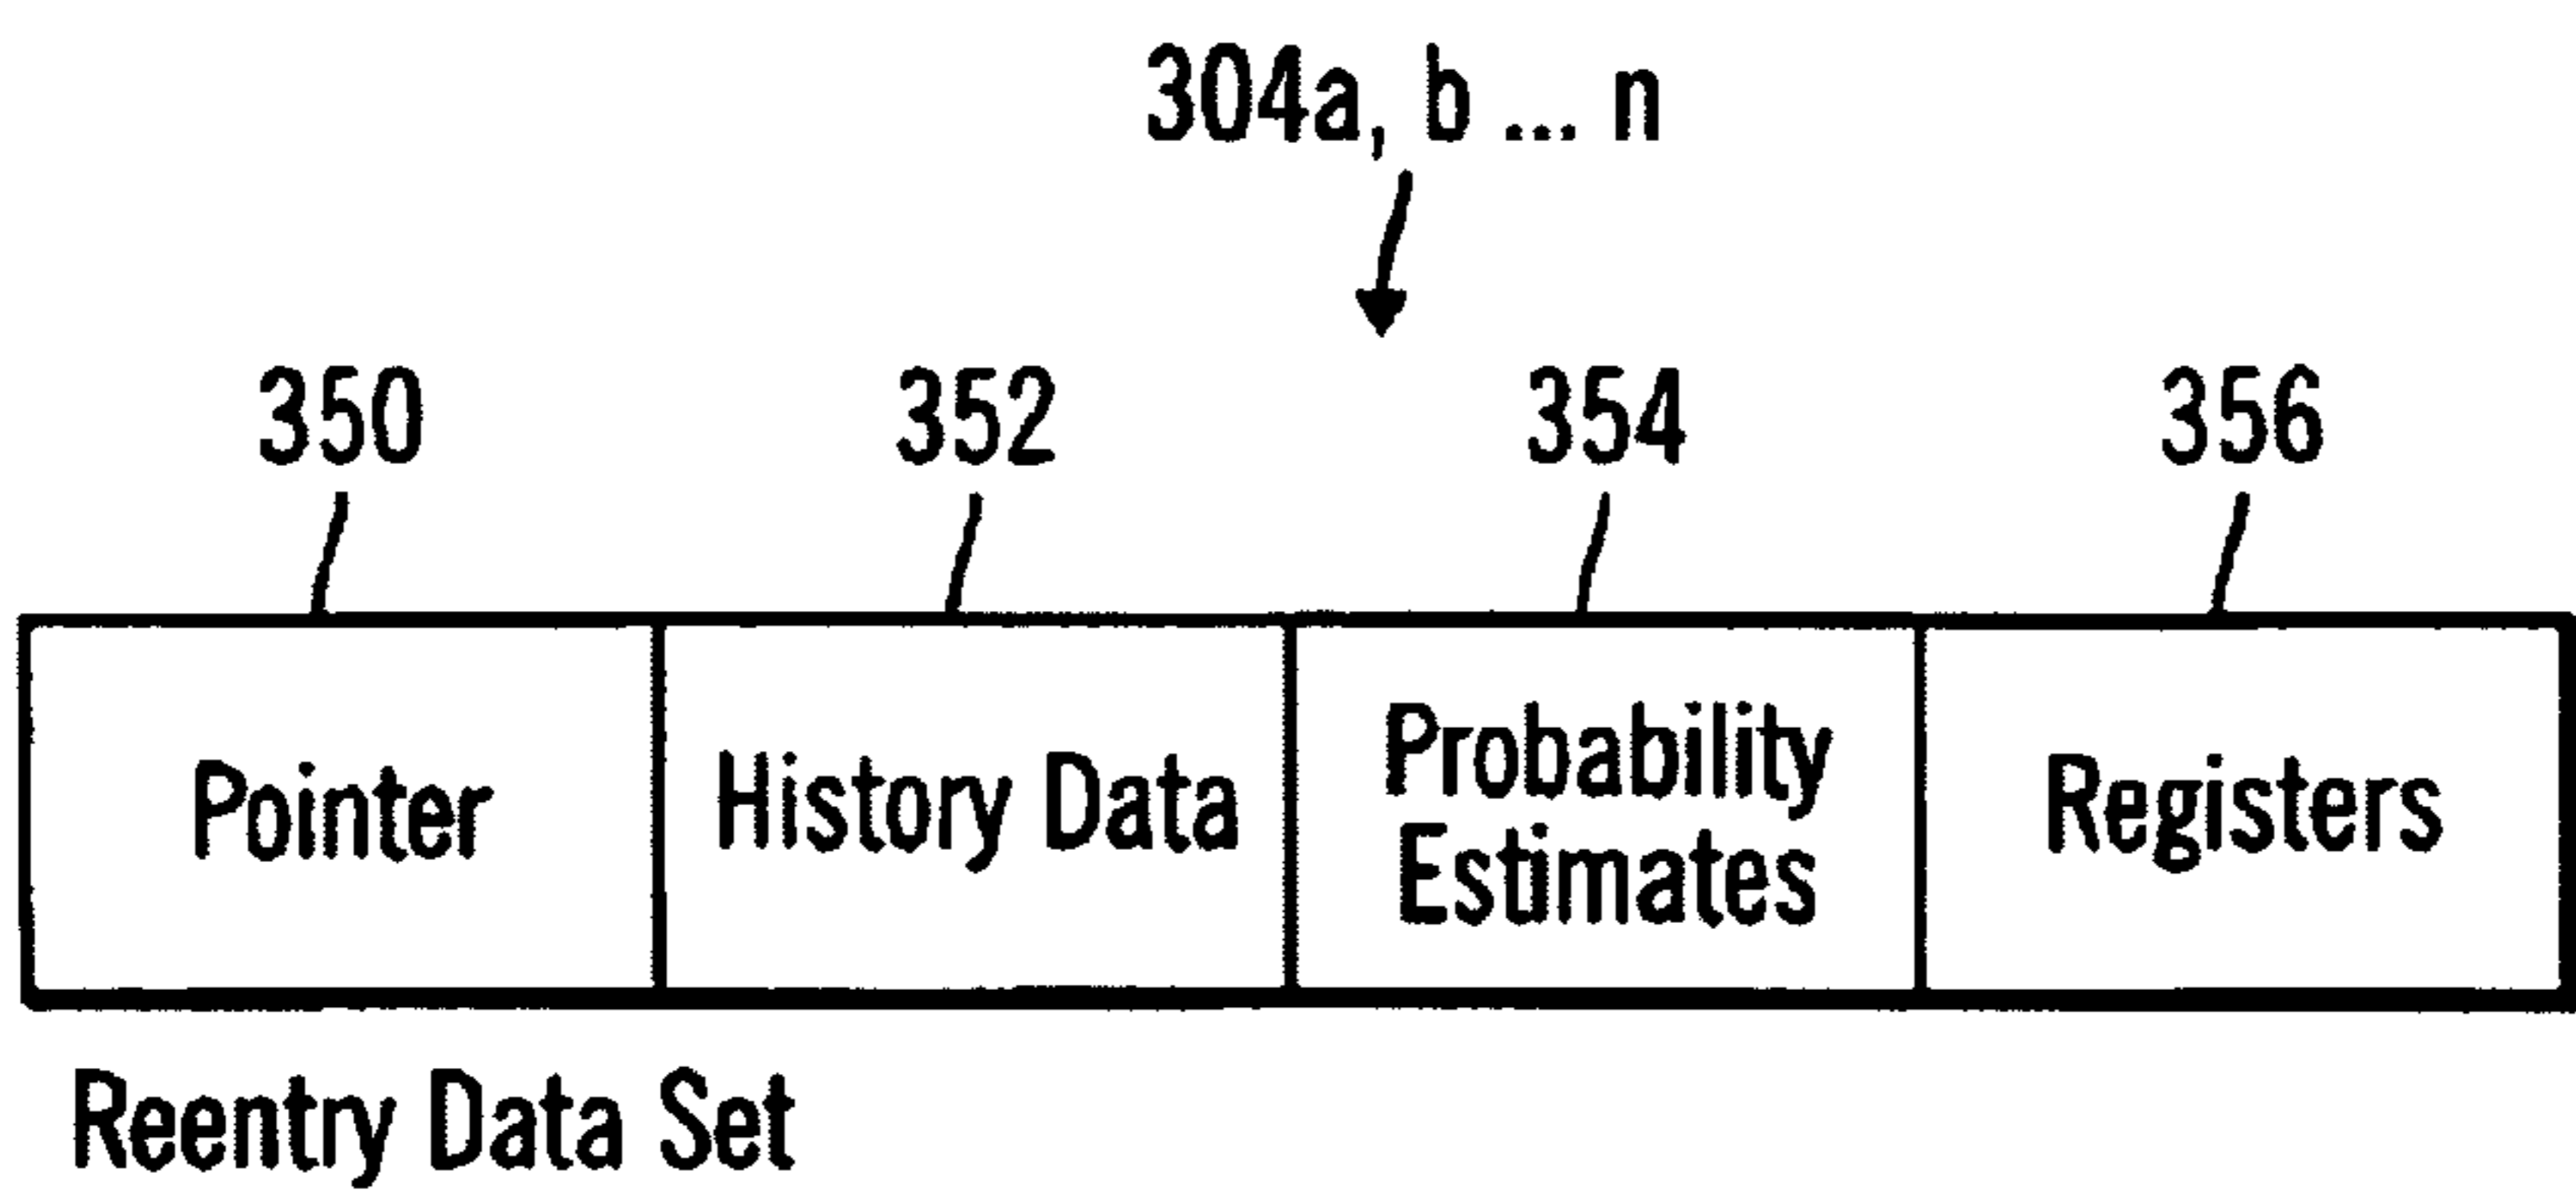 304a, b ... n
350 352 354 356
Pointer
History Data
Probability
Estimates
Registers
Reentry Data Set